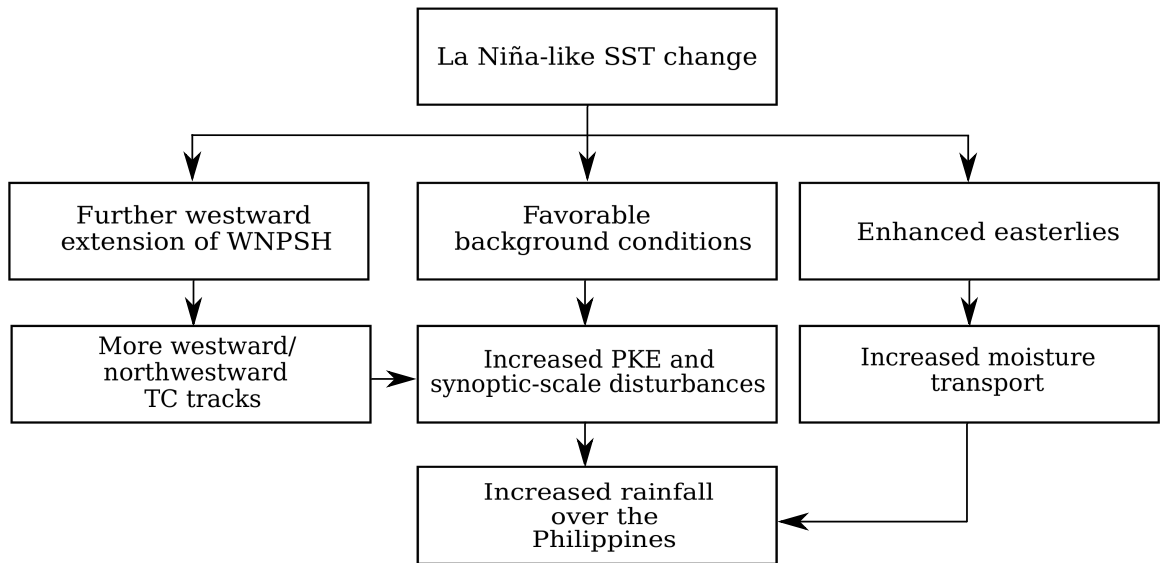 La Niña-like SST change
Further westward
extension of WNPSH
Favorable
background conditions
Enhanced easterlies
More westward/
northwestward
TC tracks
Increased PKE and
synoptic-scale disturbances
Increased moisture
transport
Increased rainfall
over the
Philippines